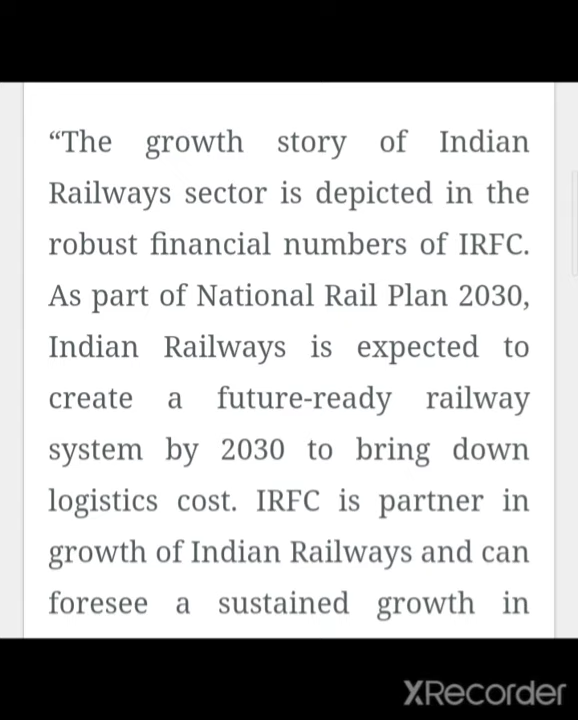 “The growth story of Indian
Railways sector is depicted in the
robust financial numbers of IRFC.
As part of National Rail Plan 2030,
Indian Railways is expected to
create a future-ready railway
system by 2030 to bring down
logistics cost. IRFC is partner in
growth of Indian Railways and can
foresee a sustained growth in
XRecorder